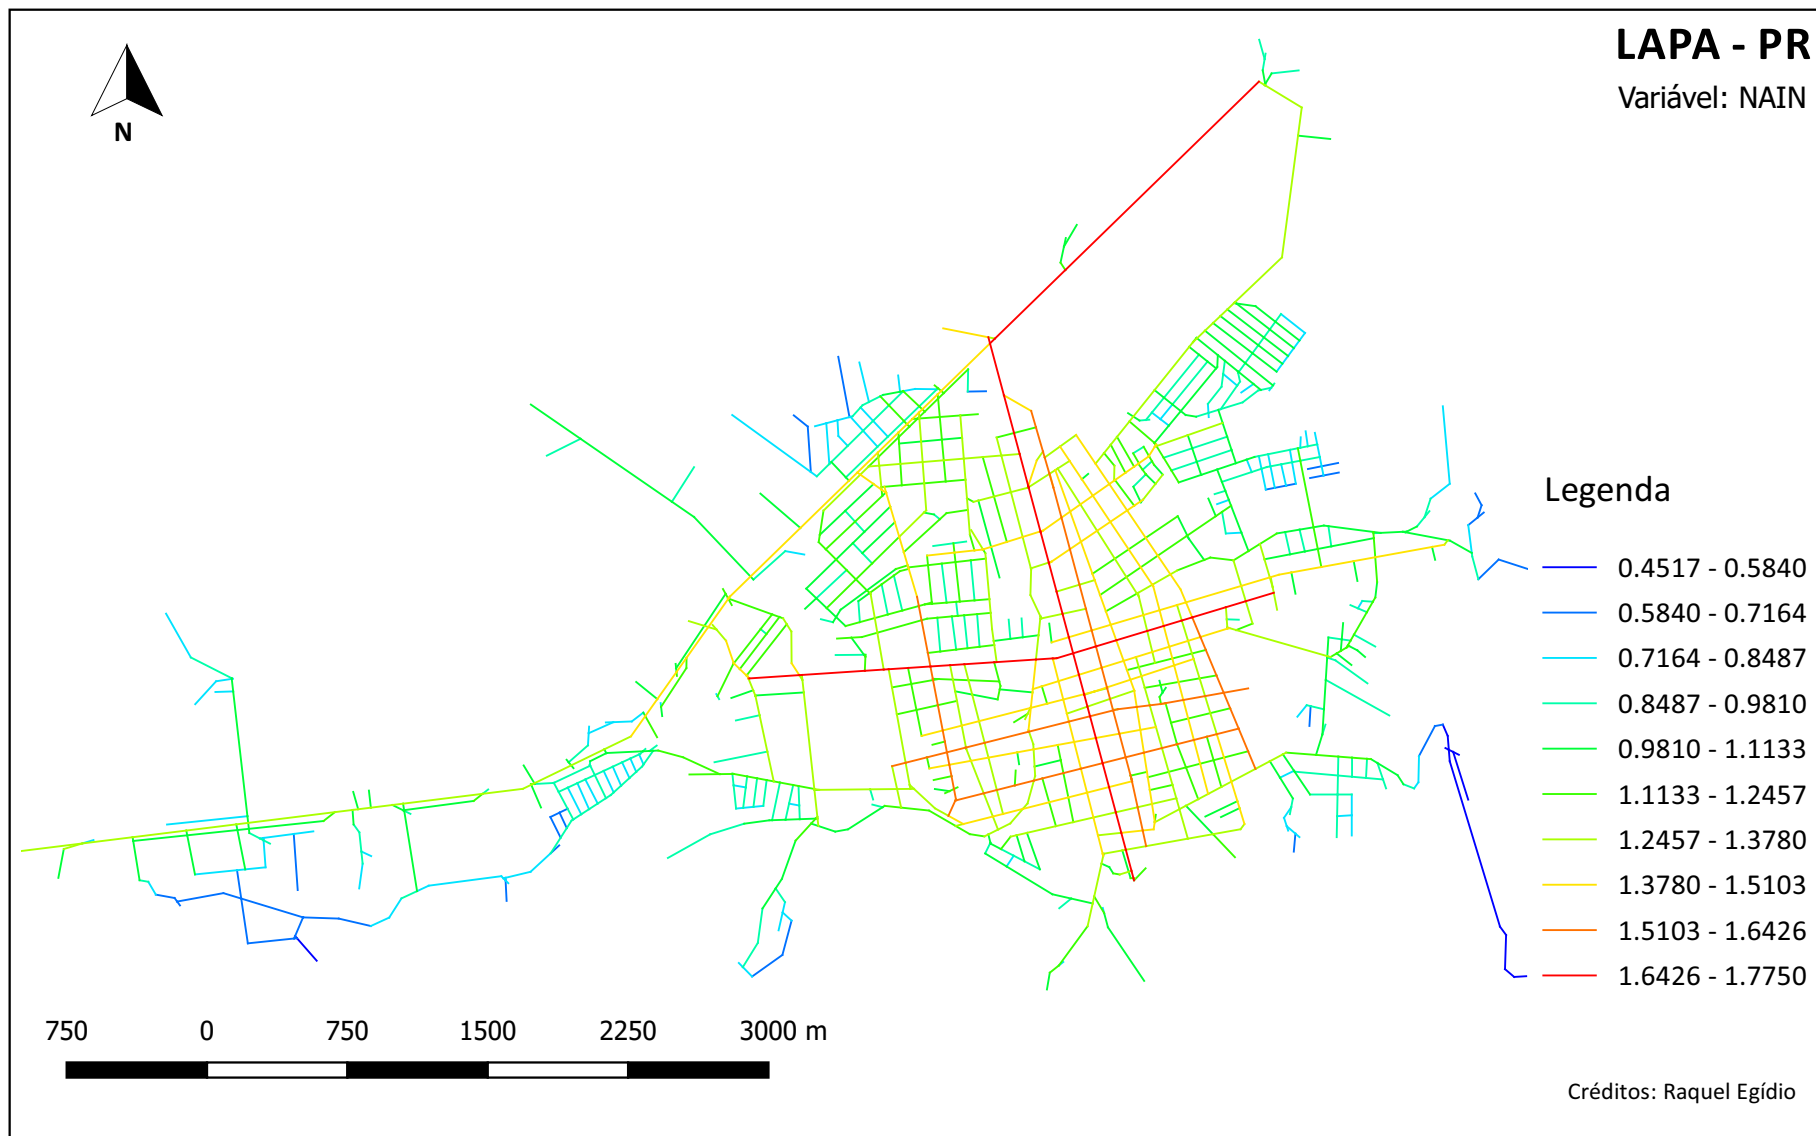 LAPA - PR
Variável: NAIN
N
Legenda
0.4517 - 0.5840
0.5840 - 0.7164
0.7164 - 0.8487
0.8487 - 0.9810
0.9810 - 1.1133
1.1133 - 1.2457
1.2457 - 1.3780
1.3780 - 1.5103
1.5103 - 1.6426
1.6426 - 1.7750
750 0 750 1500 2250 3000 m
Créditos: Raquel Egídio